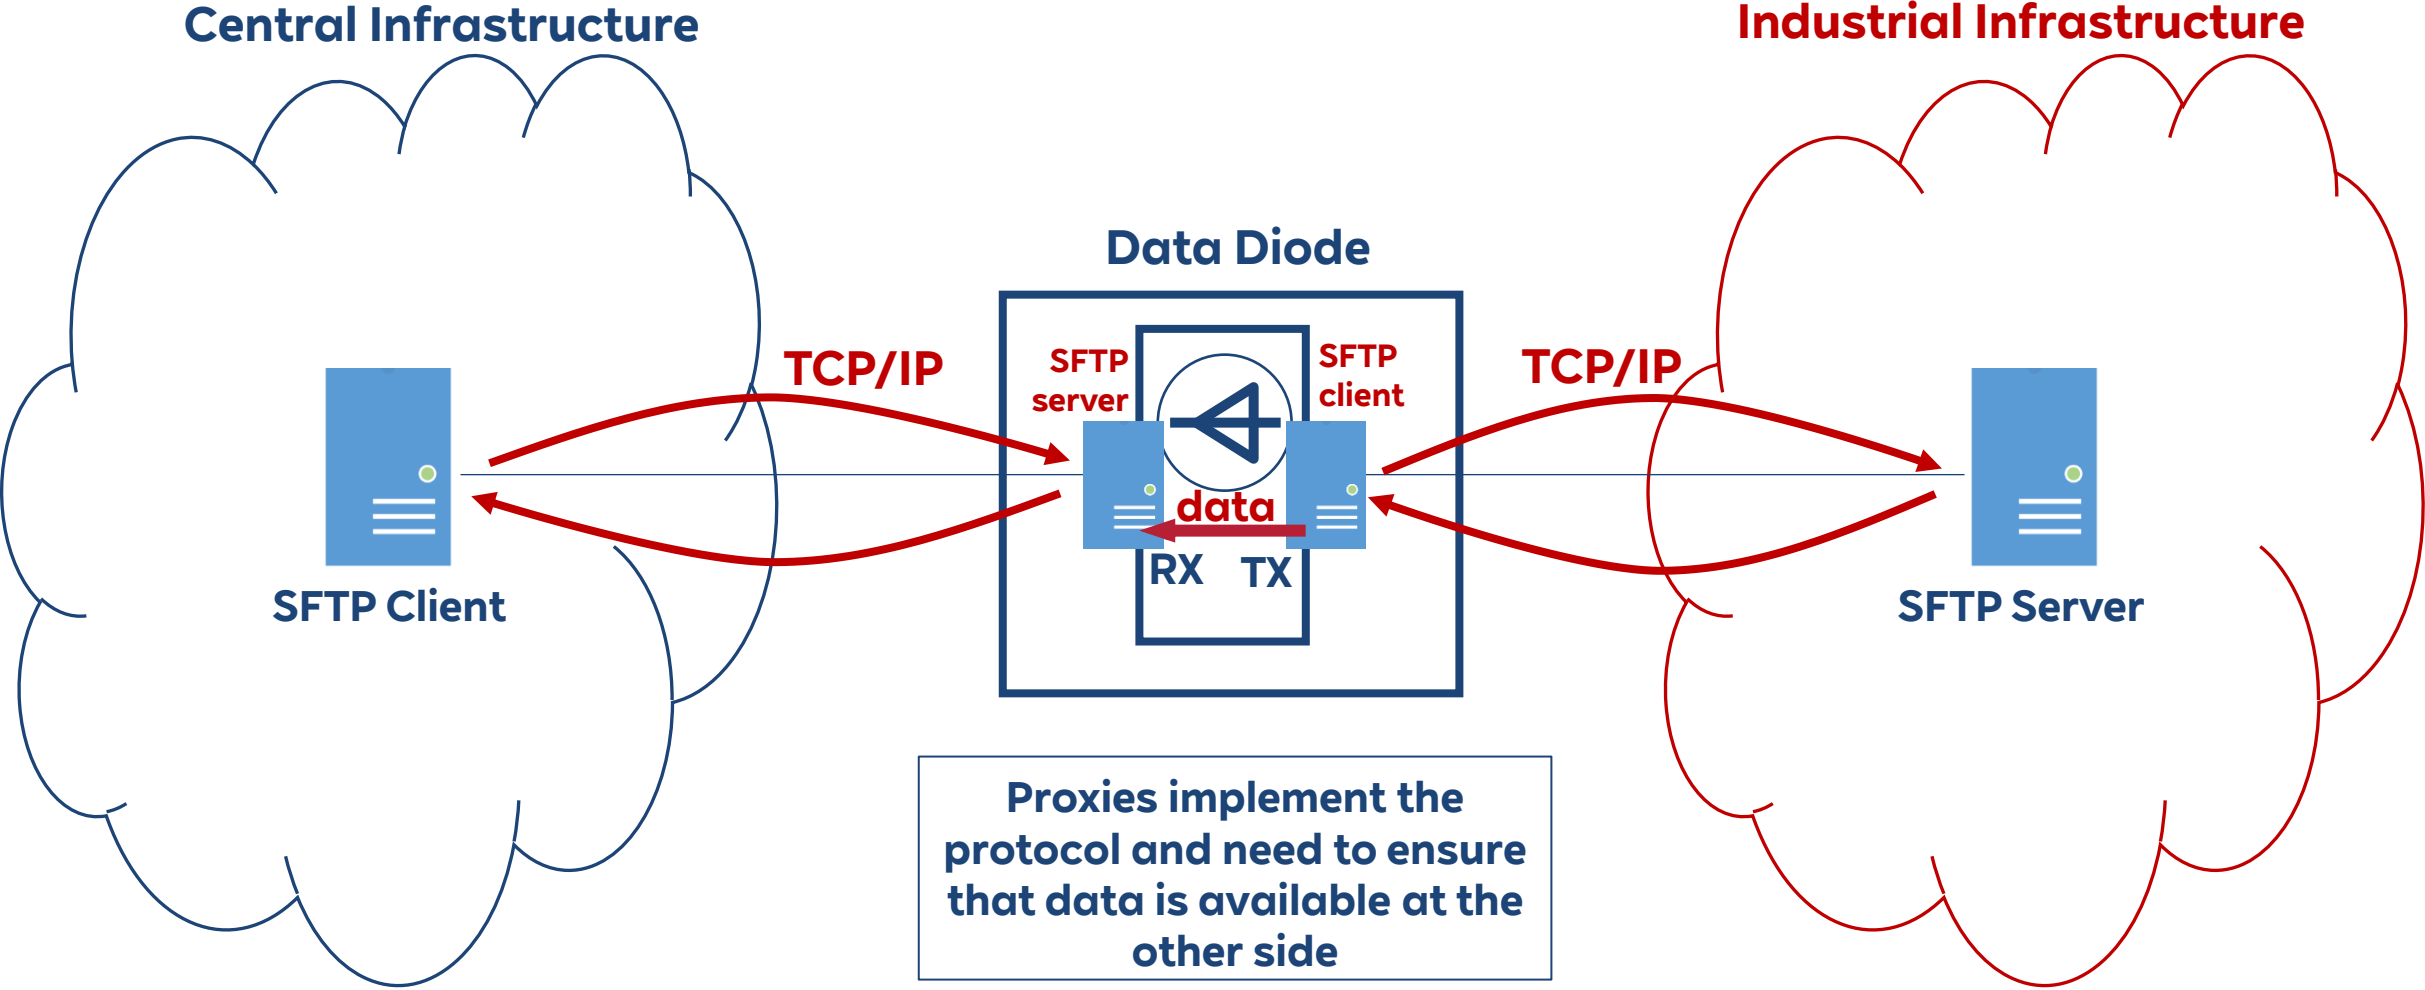 Central Infrastructure
Industrial Infrastructure
Data Diode
TCP/IP
SFTP
server
SFTP
client
TCP/IP
data
RX
TX
SFTP Client
SFTP Server
Proxies implement the
protocol and need to ensure
that data is available at the
other side